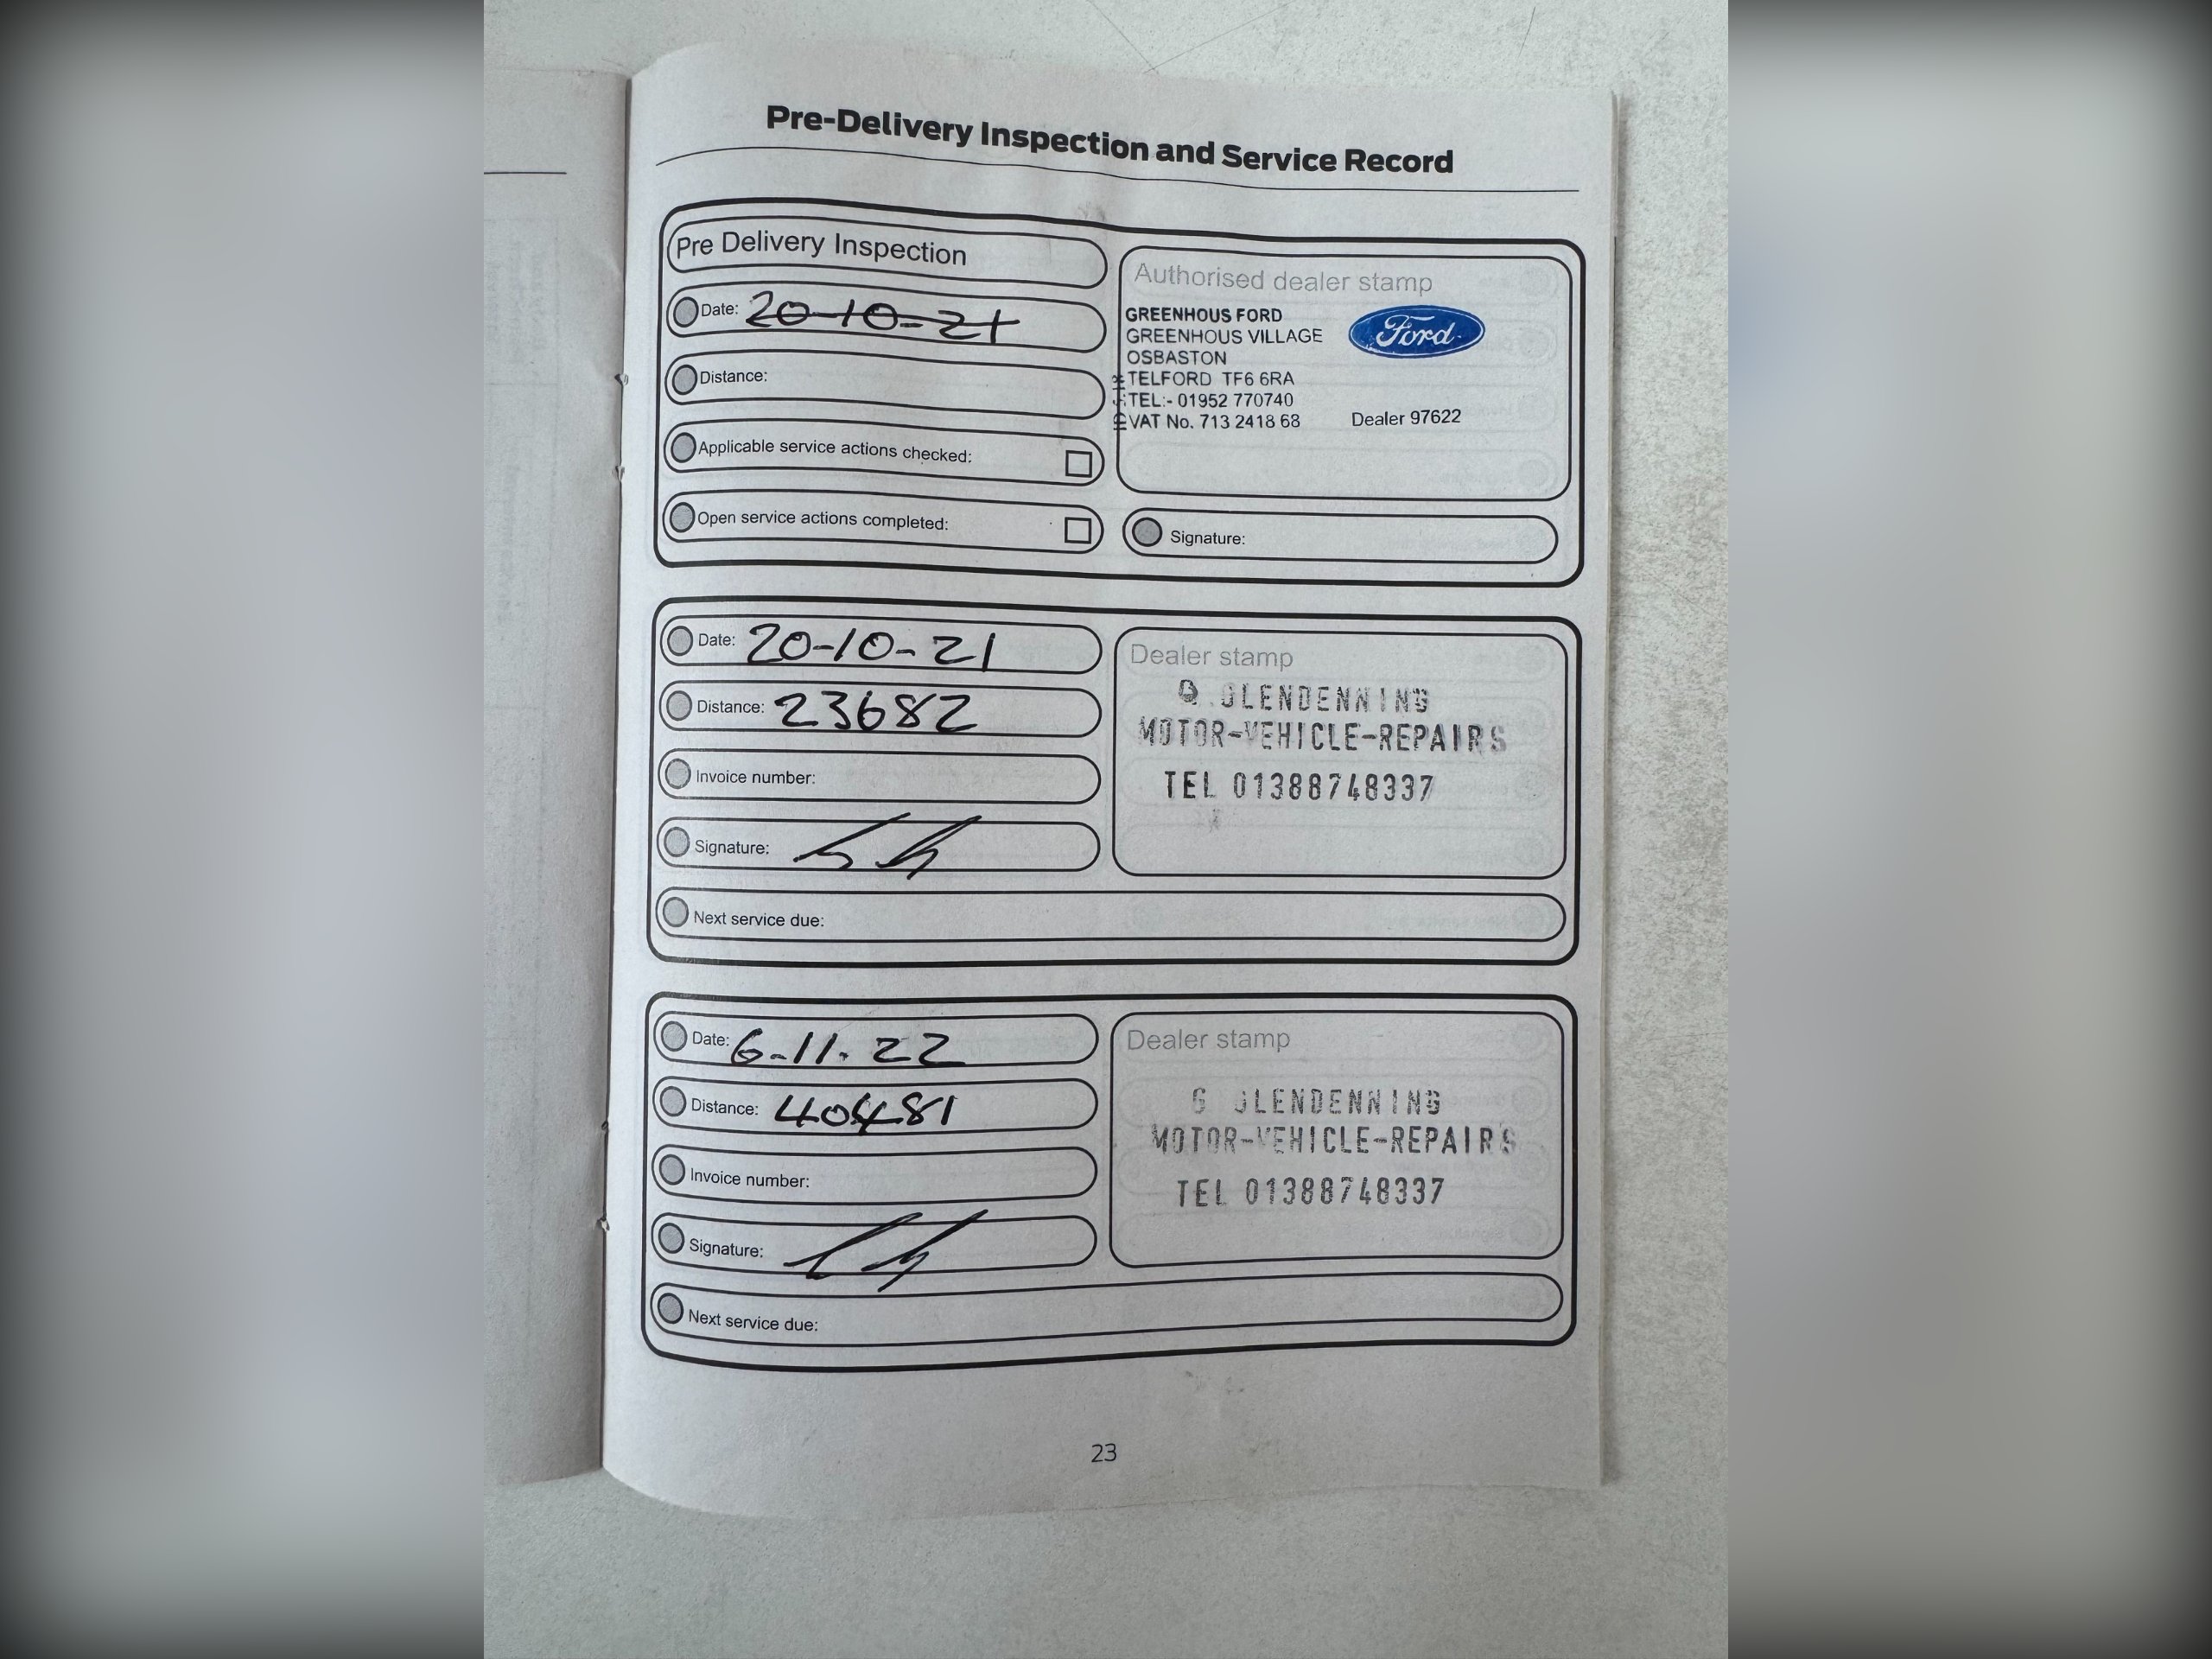 Pre-Delivery Inspection and Service Record
Pre Delivery Inspection
Date: 20-10-21
Distance:
Applicable service actions checked:
Open service actions completed:
Authorised dealer stamp
GREENHOUS FORD
GREENHOUS VILLAGE
OSBASTON
TELFORD TF6 6RA
TEL:- 01952 770740
VAT No. 713 2418 68
Ford
Dealer 97622
Signature:
Date: 20-10-21
Distance: 23682
Invoice number:
Signature:
Next service due:
Dealer stamp
G GLENDENNING
MOTOR-VEHICLE-REPAIRS
TEL 01388748337
Date: 6-11-22
Distance: 40481
Invoice number:
Signature:
Next service due:
Dealer stamp
G GLENDENNING
MOTOR-VEHICLE-REPAIRS
TEL 01388748337
23